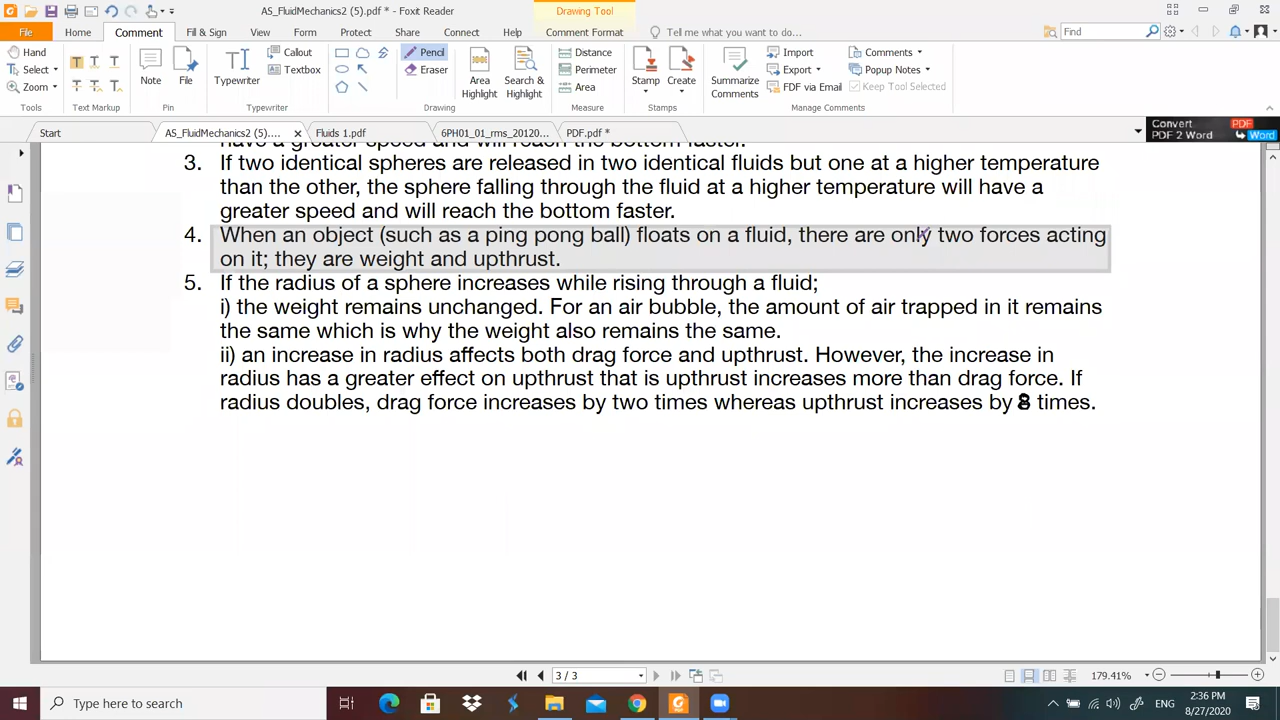 AS_FluidMechanics2 (5).pdf * - Foxit Reader
Drawing Tool
File Home Comment Fill & Sign View Form Protect Share Connect Help Comment Format Tell me what you want to do... Find
Hand
Select
Zoom
Tools
Text Markup
Note
File
Pin
Typewriter
Callout
Textbox
Typewriter
Pencil
Eraser
Drawing
Area Highlight
Search & Highlight
Distance
Perimeter
Area
Measure
Stamp
Create
Stamps
Summarize Comments
Import
Export
FDF via Email
Comments
Popup Notes
Keep Tool Selected
Manage Comments
Start
AS_FluidMechanics2 (5)....
Fluids 1.pdf
6PH01_01_rms_20120...
PDF.pdf *
Convert PDF
PDF 2 Word Word
have a greater speed and will reach the bottom faster.
3. If two identical spheres are released in two identical fluids but one at a higher temperature
than the other, the sphere falling through the fluid at a higher temperature will have a
greater speed and will reach the bottom faster.
4. When an object (such as a ping pong ball) floats on a fluid, there are only two forces acting
on it; they are weight and upthrust.
5. If the radius of a sphere increases while rising through a fluid;
i) the weight remains unchanged. For an air bubble, the amount of air trapped in it remains
the same which is why the weight also remains the same.
ii) an increase in radius affects both drag force and upthrust. However, the increase in
radius has a greater effect on upthrust that is upthrust increases more than drag force. If
radius doubles, drag force increases by two times whereas upthrust increases by 8 times.
3 / 3
179.41%
Type here to search
ENG
2:36 PM
8/27/2020